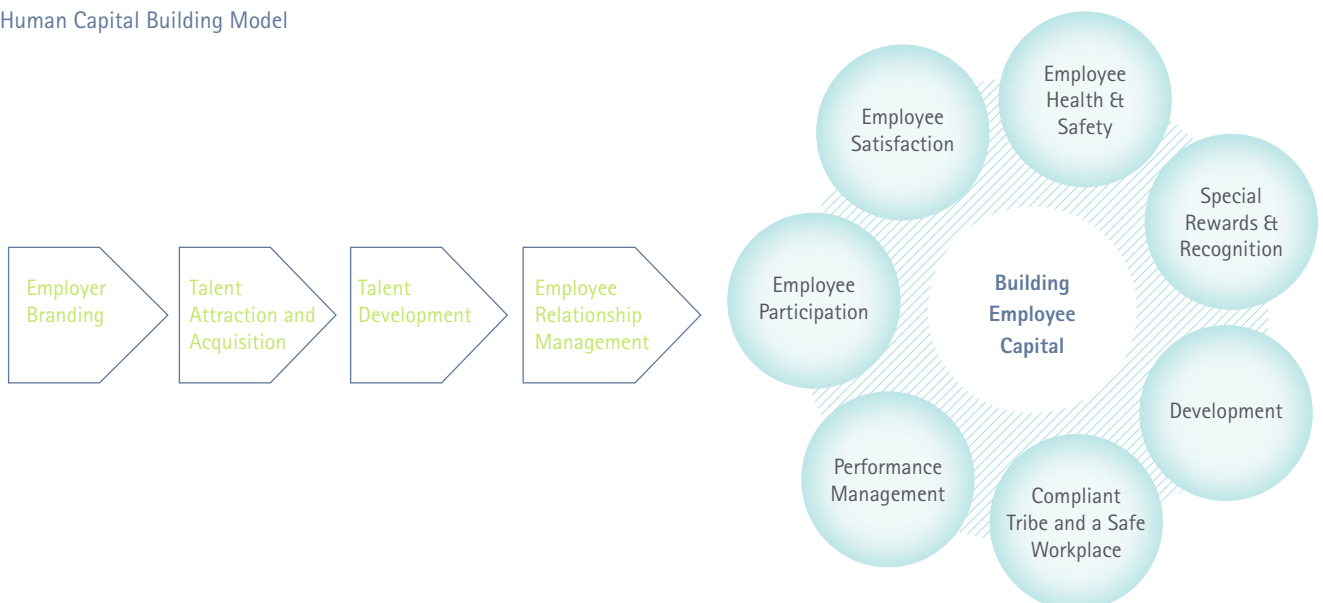 Human Capital Building Model
Employer
Branding
Talent
Attraction and
Acquisition
Talent
Development
Employee
Relationship
Management
Building
Employee
Capital
Employee
Health &
Safety
Special
Rewards &
Recognition
Development
Compliant
Tribe and a Safe
Workplace
Performance
Management
Employee
Participation
Employee
Satisfaction